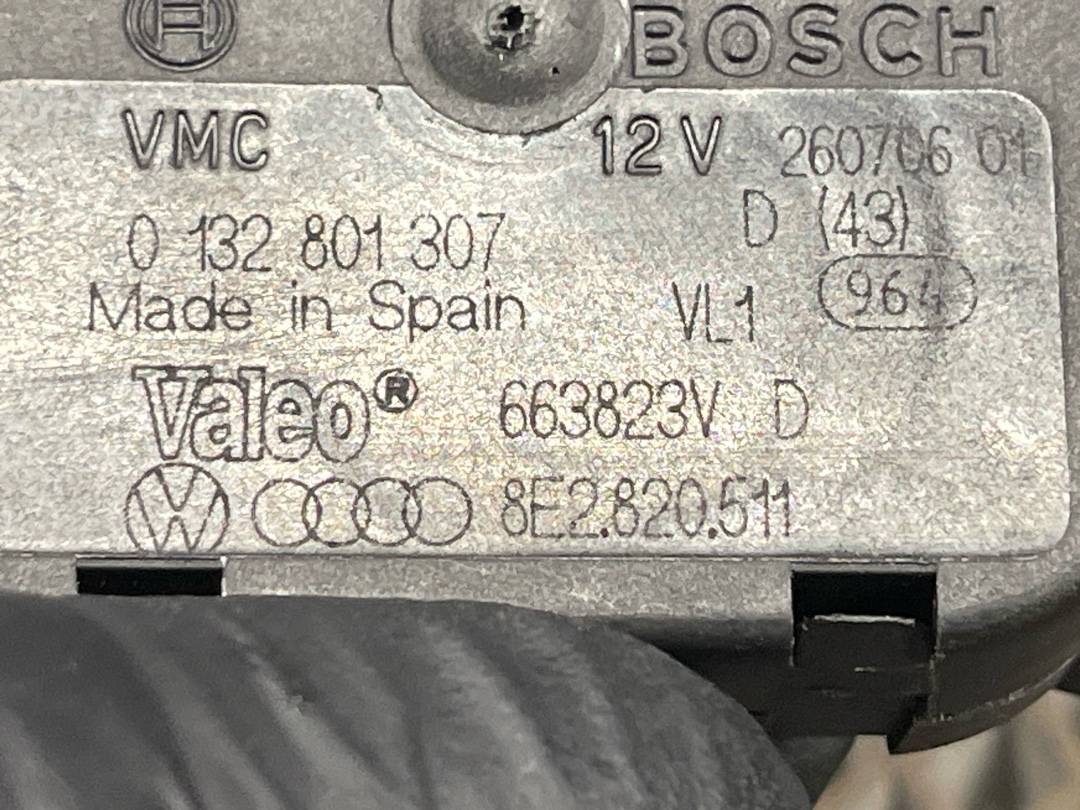 BOSCH
VMC 12V 260706 01
0 132 801 307 D (43)
Made in Spain VL1 964
Valeo® 663823V D
8E2.820.511